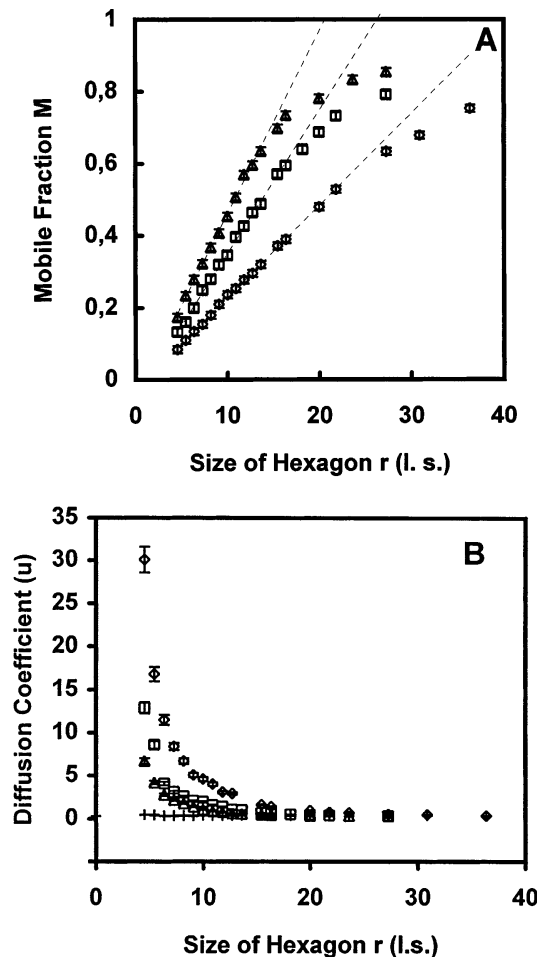 1
A
0,8
0,6
0,4
0,2
0
Mobile Fraction M
0 10 20 30 40
Size of Hexagon r (l. s.)
35
B
30
25
20
15
10
5
0
Diffusion Coefficient (u)
0 10 20 30 40
Size of Hexagon r (l.s.)